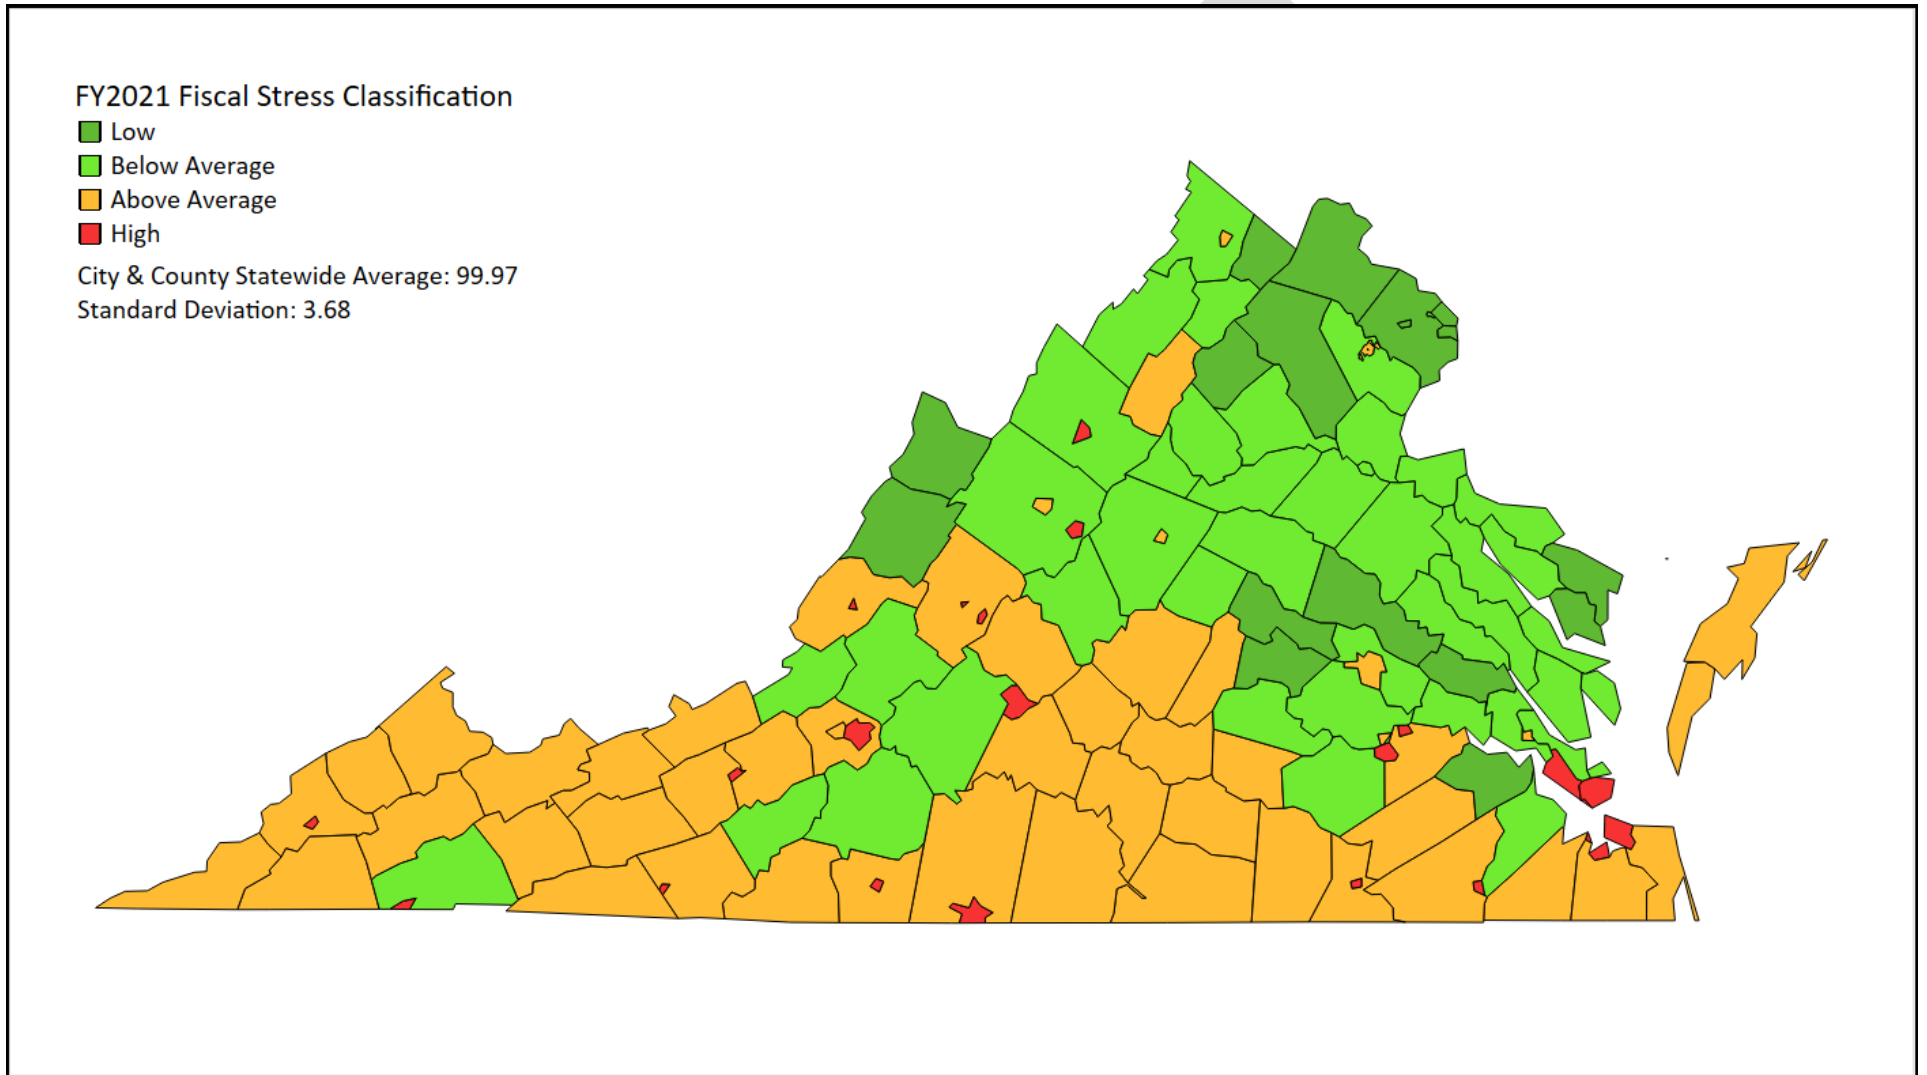 FY2021 Fiscal Stress Classification
Low
Below Average
Above Average
High
City & County Statewide Average: 99.97
Standard Deviation: 3.68